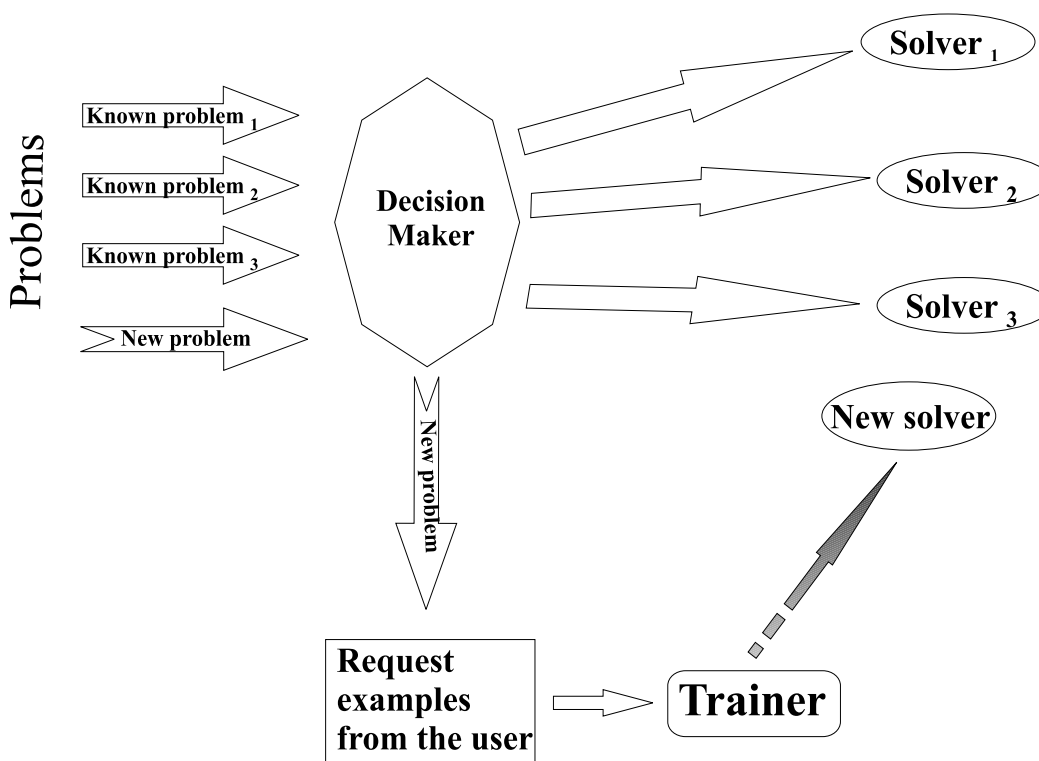 Problems
Known problem 1
Known problem 2
Known problem 3
New problem
Decision
Maker
Solver 1
Solver 2
Solver 3
New solver
New problem
Request
examples
from the user
Trainer